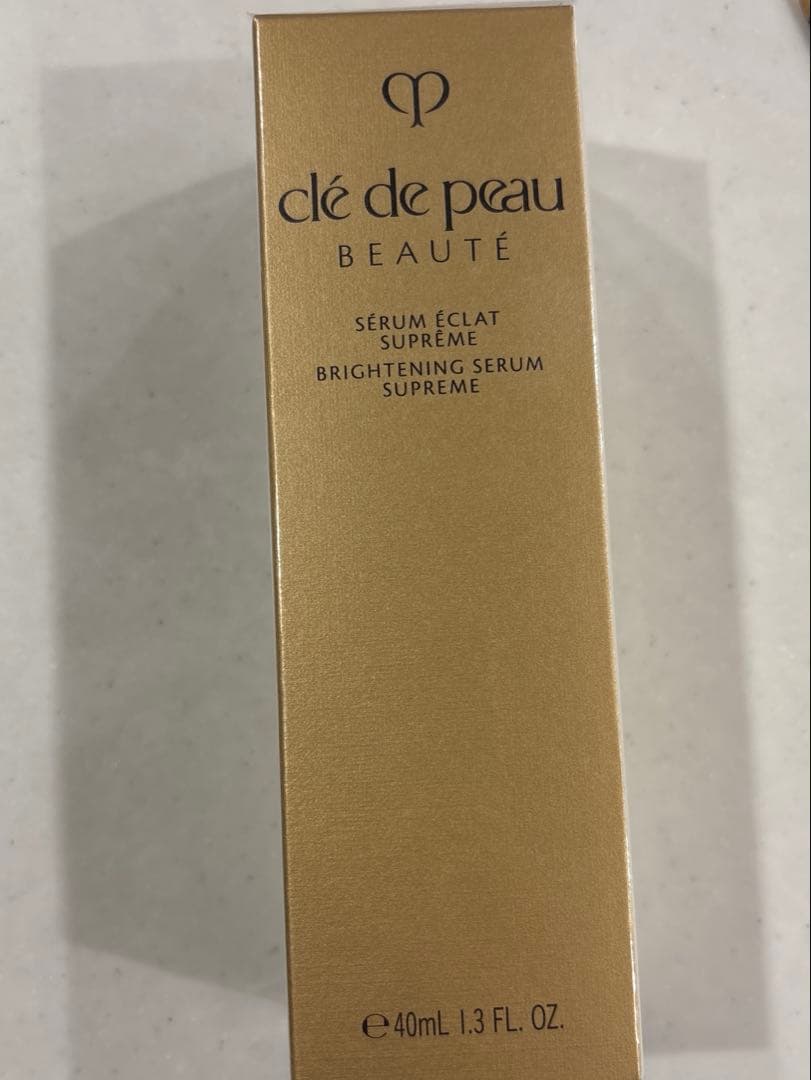 clé de peau
BEAUTÉ
SÉRUM ÉCLAT
SUPRÊME
BRIGHTENING SERUM
SUPREME
℮ 40mL 1.3 FL. OZ.